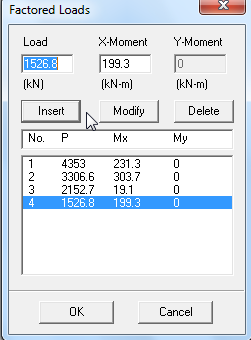 Factored Loads
Load X-Moment Y-Moment
1526.8 199.3 0
(kN) (kN-m) (kN-m)
Insert Modify Delete
No. P Mx My
1 4353 231.3 0
2 3306.6 303.7 0
3 2152.7 19.1 0
4 1526.8 199.3 0
OK Cancel